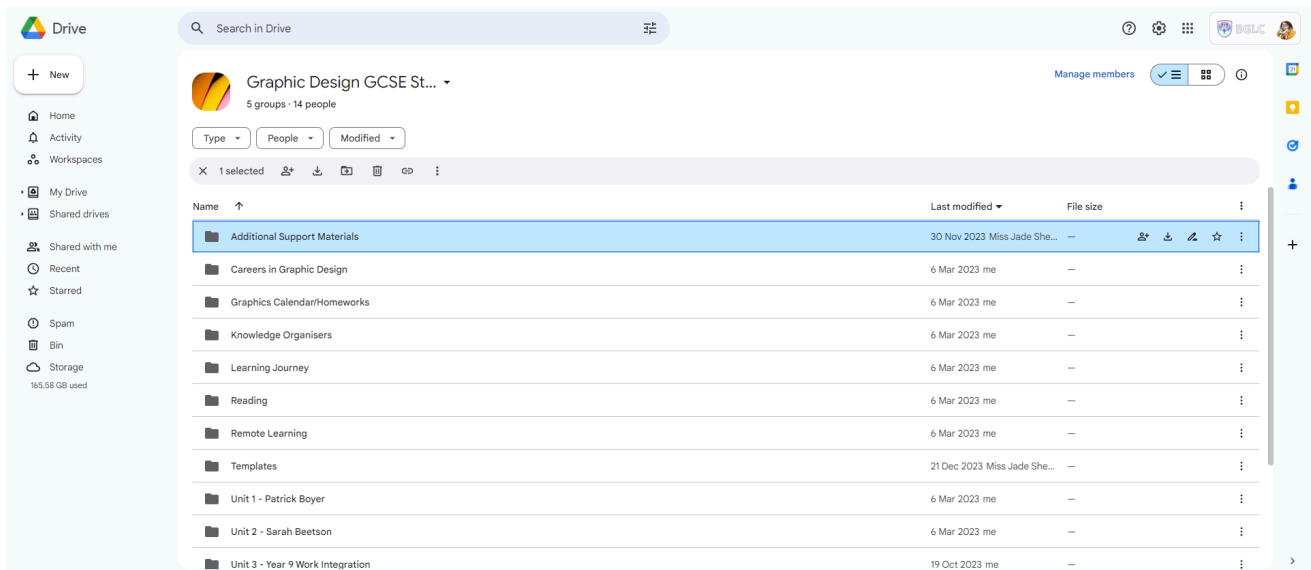 Drive
Search in Drive
BGLC
New
Graphic Design GCSE St...
5 groups · 14 people
Manage members
Type
People
Modified
1 selected
Home
Activity
Workspaces
My Drive
Shared drives
Shared with me
Recent
Starred
Spam
Bin
Storage
165.58 GB used
Name Last modified File size
Additional Support Materials 30 Nov 2023 Miss Jade She... —
Careers in Graphic Design 6 Mar 2023 me —
Graphics Calendar/Homeworks 6 Mar 2023 me —
Knowledge Organisers 6 Mar 2023 me —
Learning Journey 6 Mar 2023 me —
Reading 6 Mar 2023 me —
Remote Learning 6 Mar 2023 me —
Templates 21 Dec 2023 Miss Jade She... —
Unit 1 - Patrick Boyer 6 Mar 2023 me —
Unit 2 - Sarah Beetson 6 Mar 2023 me —
Unit 3 - Year 9 Work Integration 19 Oct 2023 me —
31